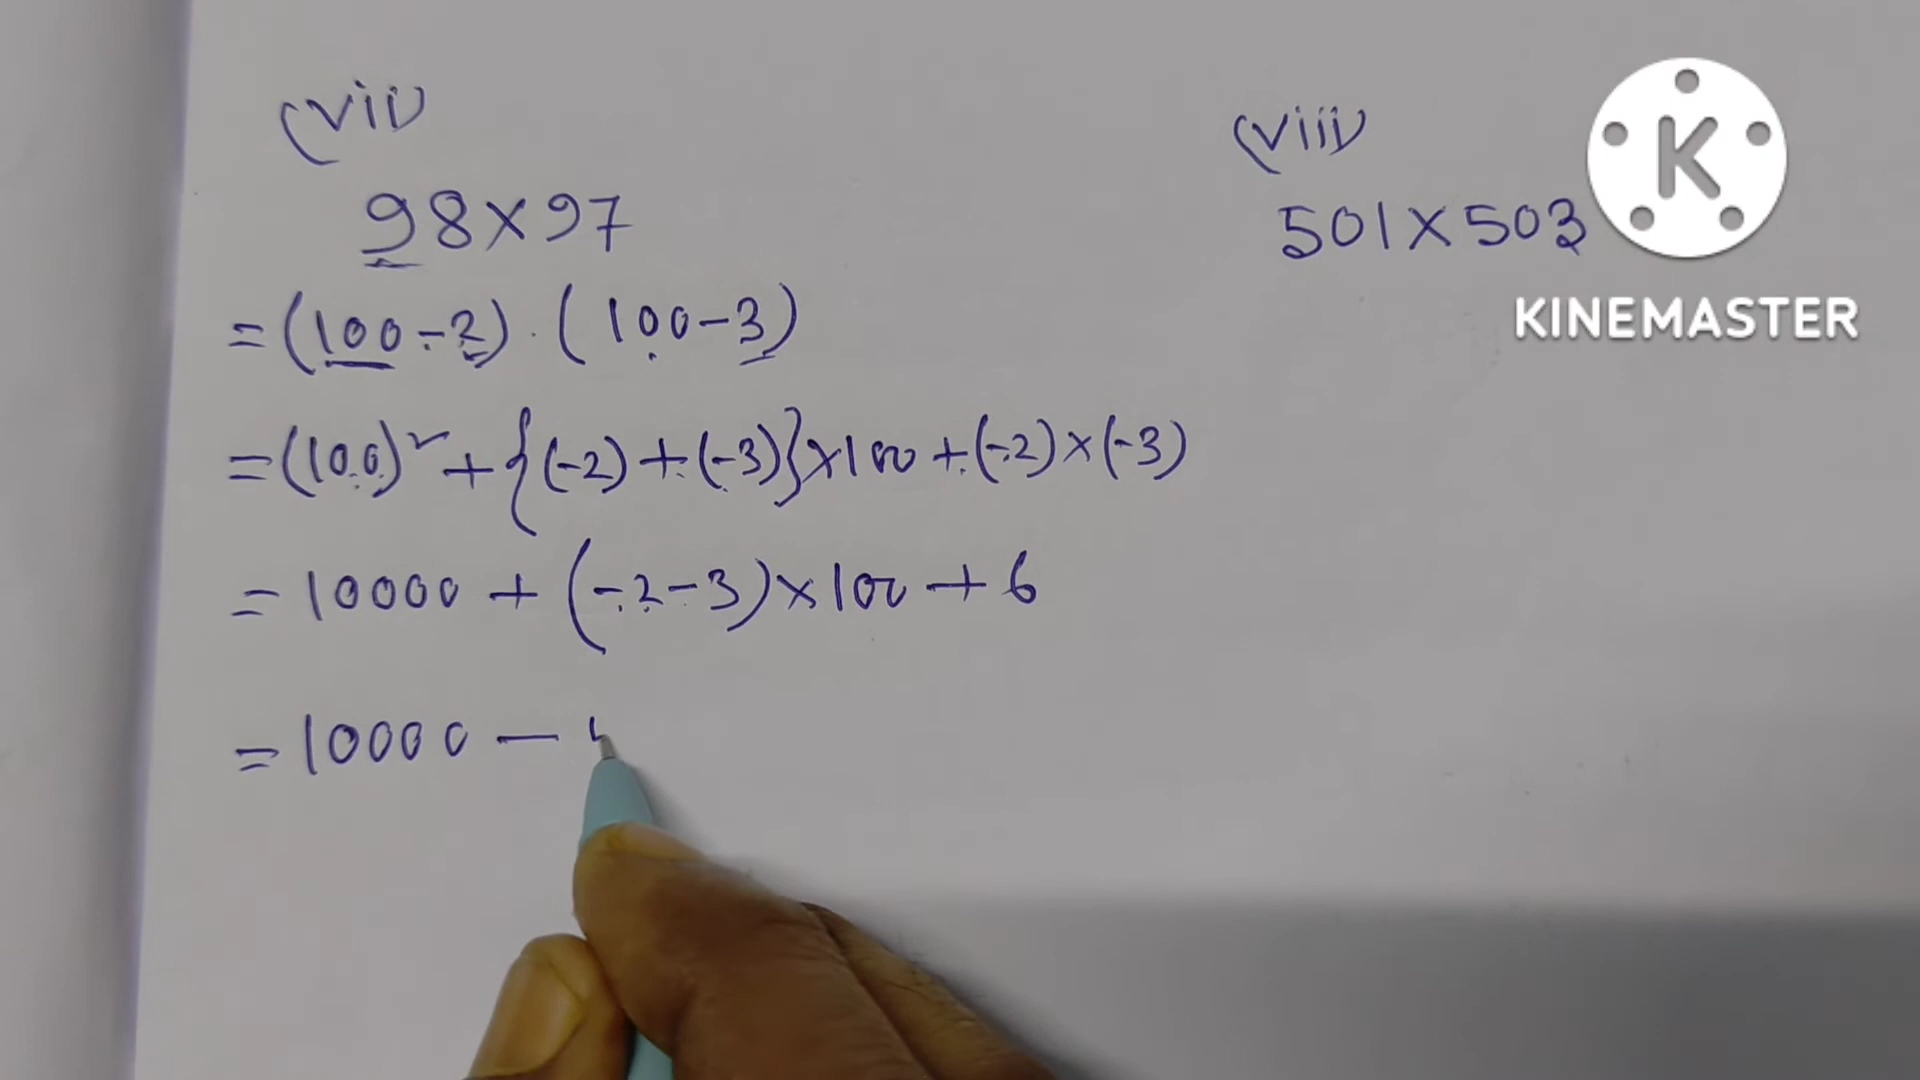 (vii)
98×97
=(100-2).(100-3)
=(100)²+{(-2)+(-3)}×100+(-2)×(-3)
=10000+(-2-3)×100+6
=10000-
(viii)
501×503
K
KINEMASTER